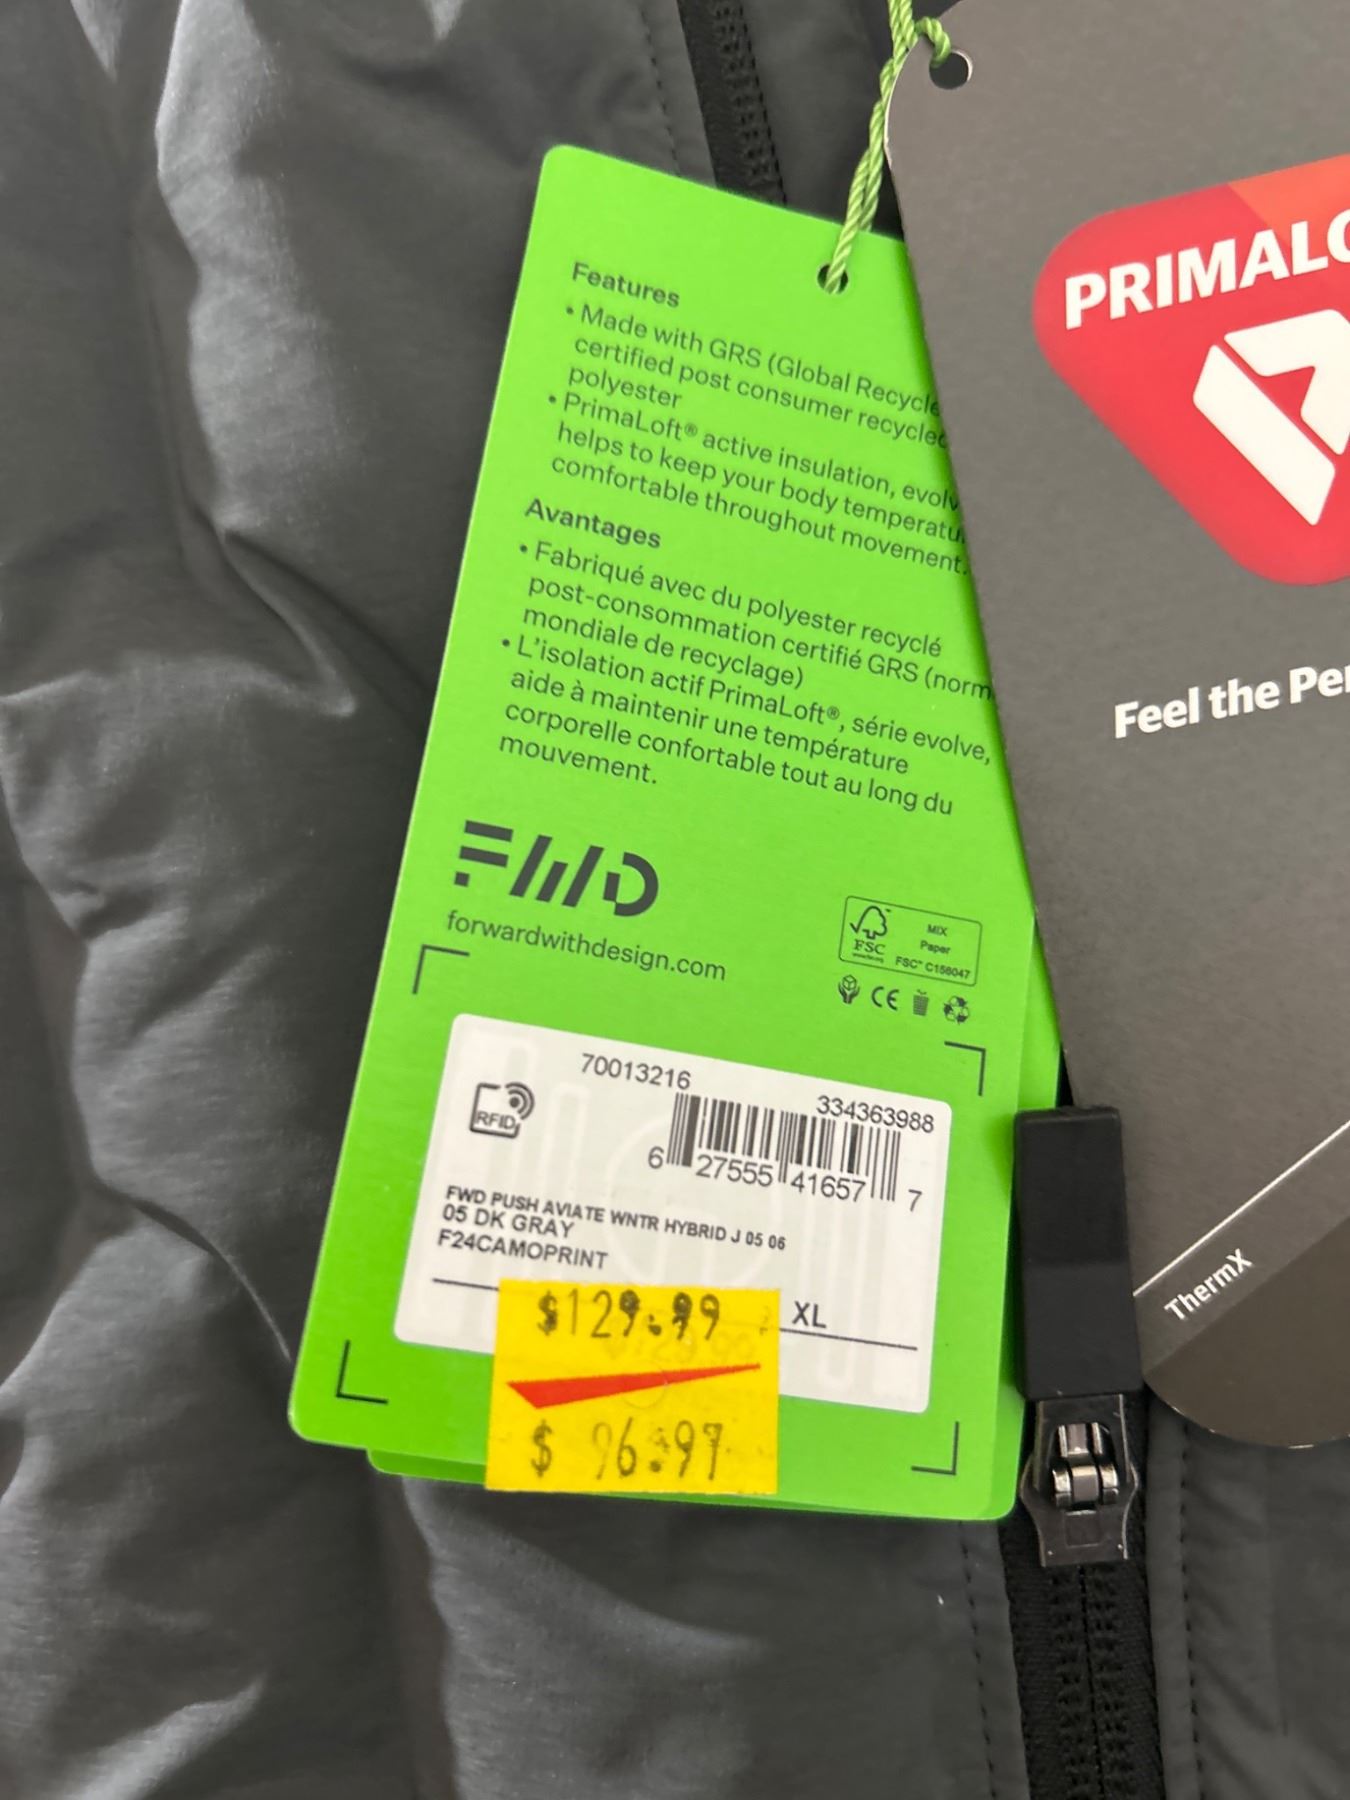 Features
• Made with GRS (Global Recycle
certified post consumer recycled
polyester
• PrimaLoft® active insulation, evolv
helps to keep your body temperatu
comfortable throughout movement.
Avantages
• Fabriqué avec du polyester recyclé
post-consommation certifié GRS (norm
mondiale de recyclage)
• L'isolation actif PrimaLoft®, série evolve,
aide à maintenir une température
corporelle confortable tout au long du
mouvement.
FWD
forwardwithdesign.com
FSC
MIX
Paper
FSC™ C156047
CE
70013216
334363988
RFID
6 27555 41657 7
FWD PUSH AVIATE WNTR HYBRID J 05 06
05 DK GRAY
F24CAMOPRINT
XL
$129.99
$ 96.97
PRIMALO
Feel the Per
ThermX